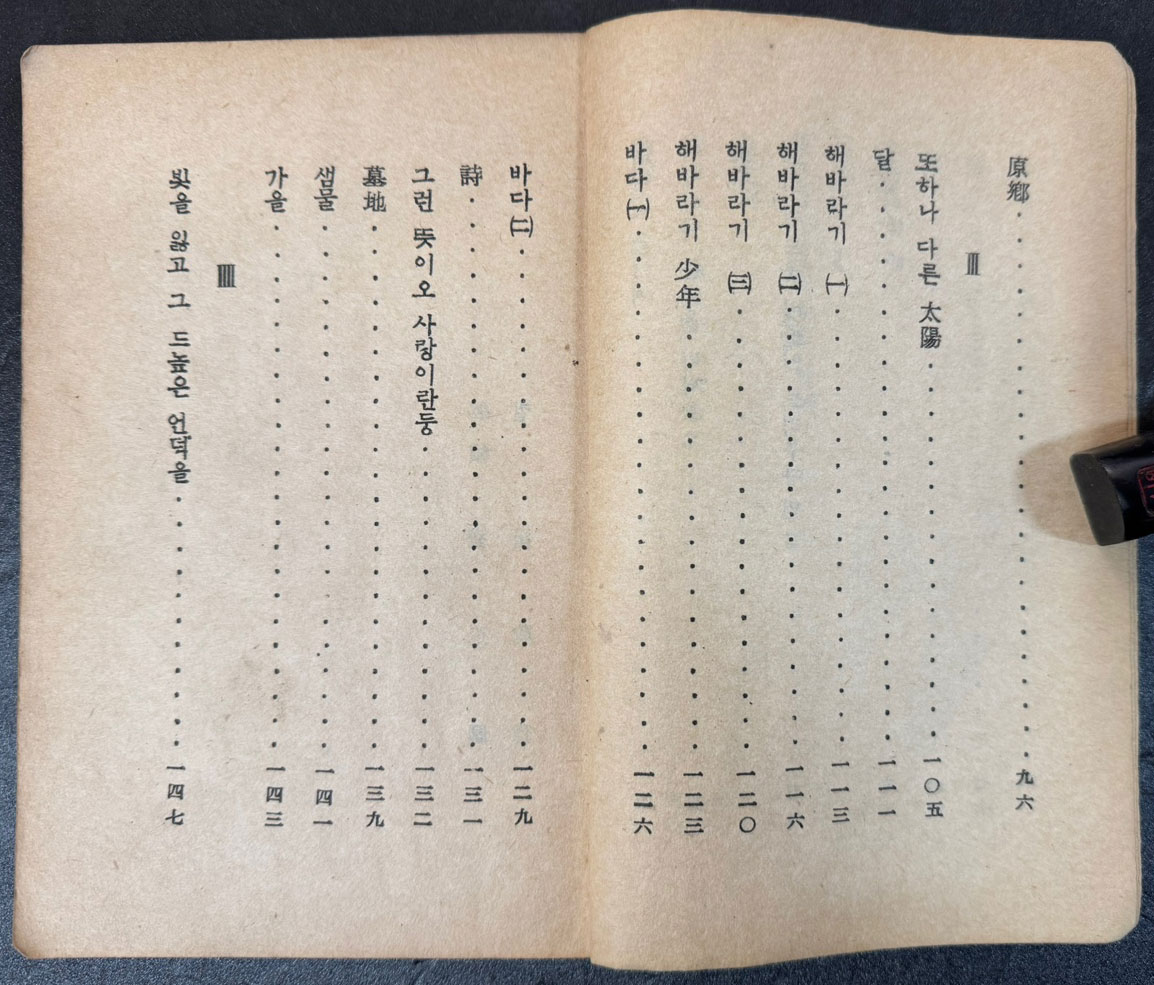 原鄕・・・・・・・・・・・・・・・・・・・・・・・九六
Ⅲ
또하나 다른 太陽・・・・・・・・・・・・・・・・一〇五
달・・・・・・・・・・・・・・・・・・・・・・・一一一
해바라기 ㈠・・・・・・・・・・・・・・・・・・一一三
해바라기 ㈡・・・・・・・・・・・・・・・・・・一一六
해바라기 ㈢・・・・・・・・・・・・・・・・・・一二〇
해바라기 少年・・・・・・・・・・・・・・・・・一二三
바다㈠・・・・・・・・・・・・・・・・・・・・・一二六
바다㈡・・・・・・・・・・・・・・・・・・・・・一二九
詩・・・・・・・・・・・・・・・・・・・・・・・一三一
그런 뜻이오 사랑이란둥・・・・・・・・・・・・・一三二
墓地・・・・・・・・・・・・・・・・・・・・・・一三九
샘물・・・・・・・・・・・・・・・・・・・・・・一四一
가을・・・・・・・・・・・・・・・・・・・・・・一四三
ⅠⅠⅠⅠ
빛을 잃고 그 드높은 언덕을・・・・・・・・・・・一四七